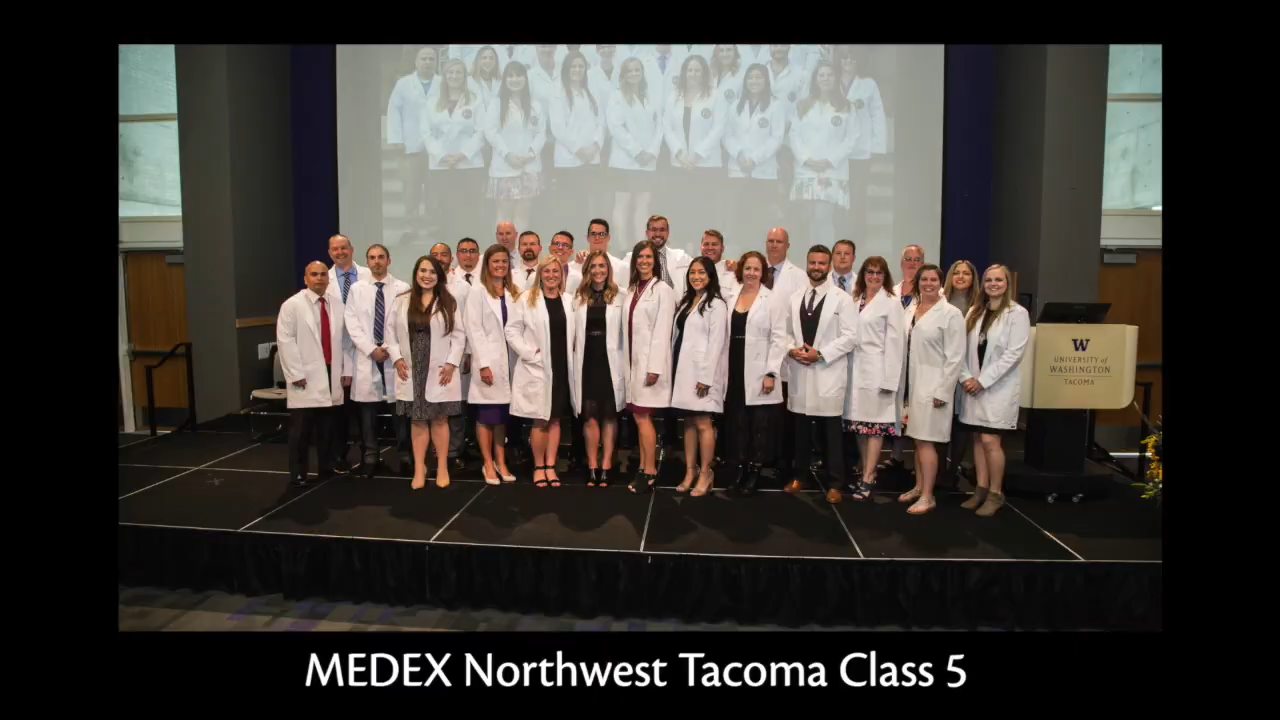 W
UNIVERSITY of
WASHINGTON
TACOMA
MEDEX Northwest Tacoma Class 5